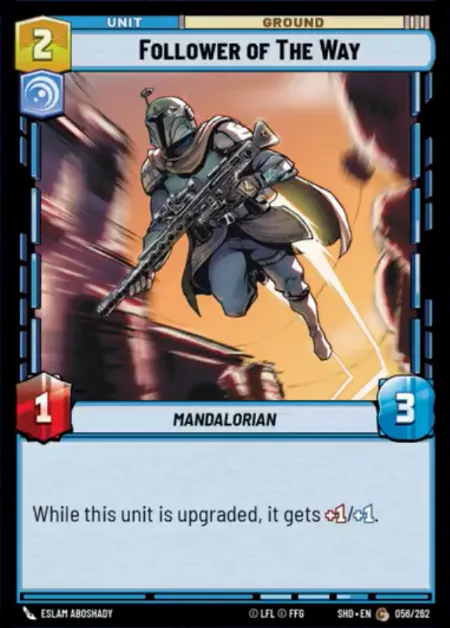 UNIT GROUND
2 FOLLOWER OF THE WAY
1 MANDALORIAN 3
While this unit is upgraded, it gets +1/+1.
ESLAM ABOSHADY © LFL © FFG SHD • EN C 056/262